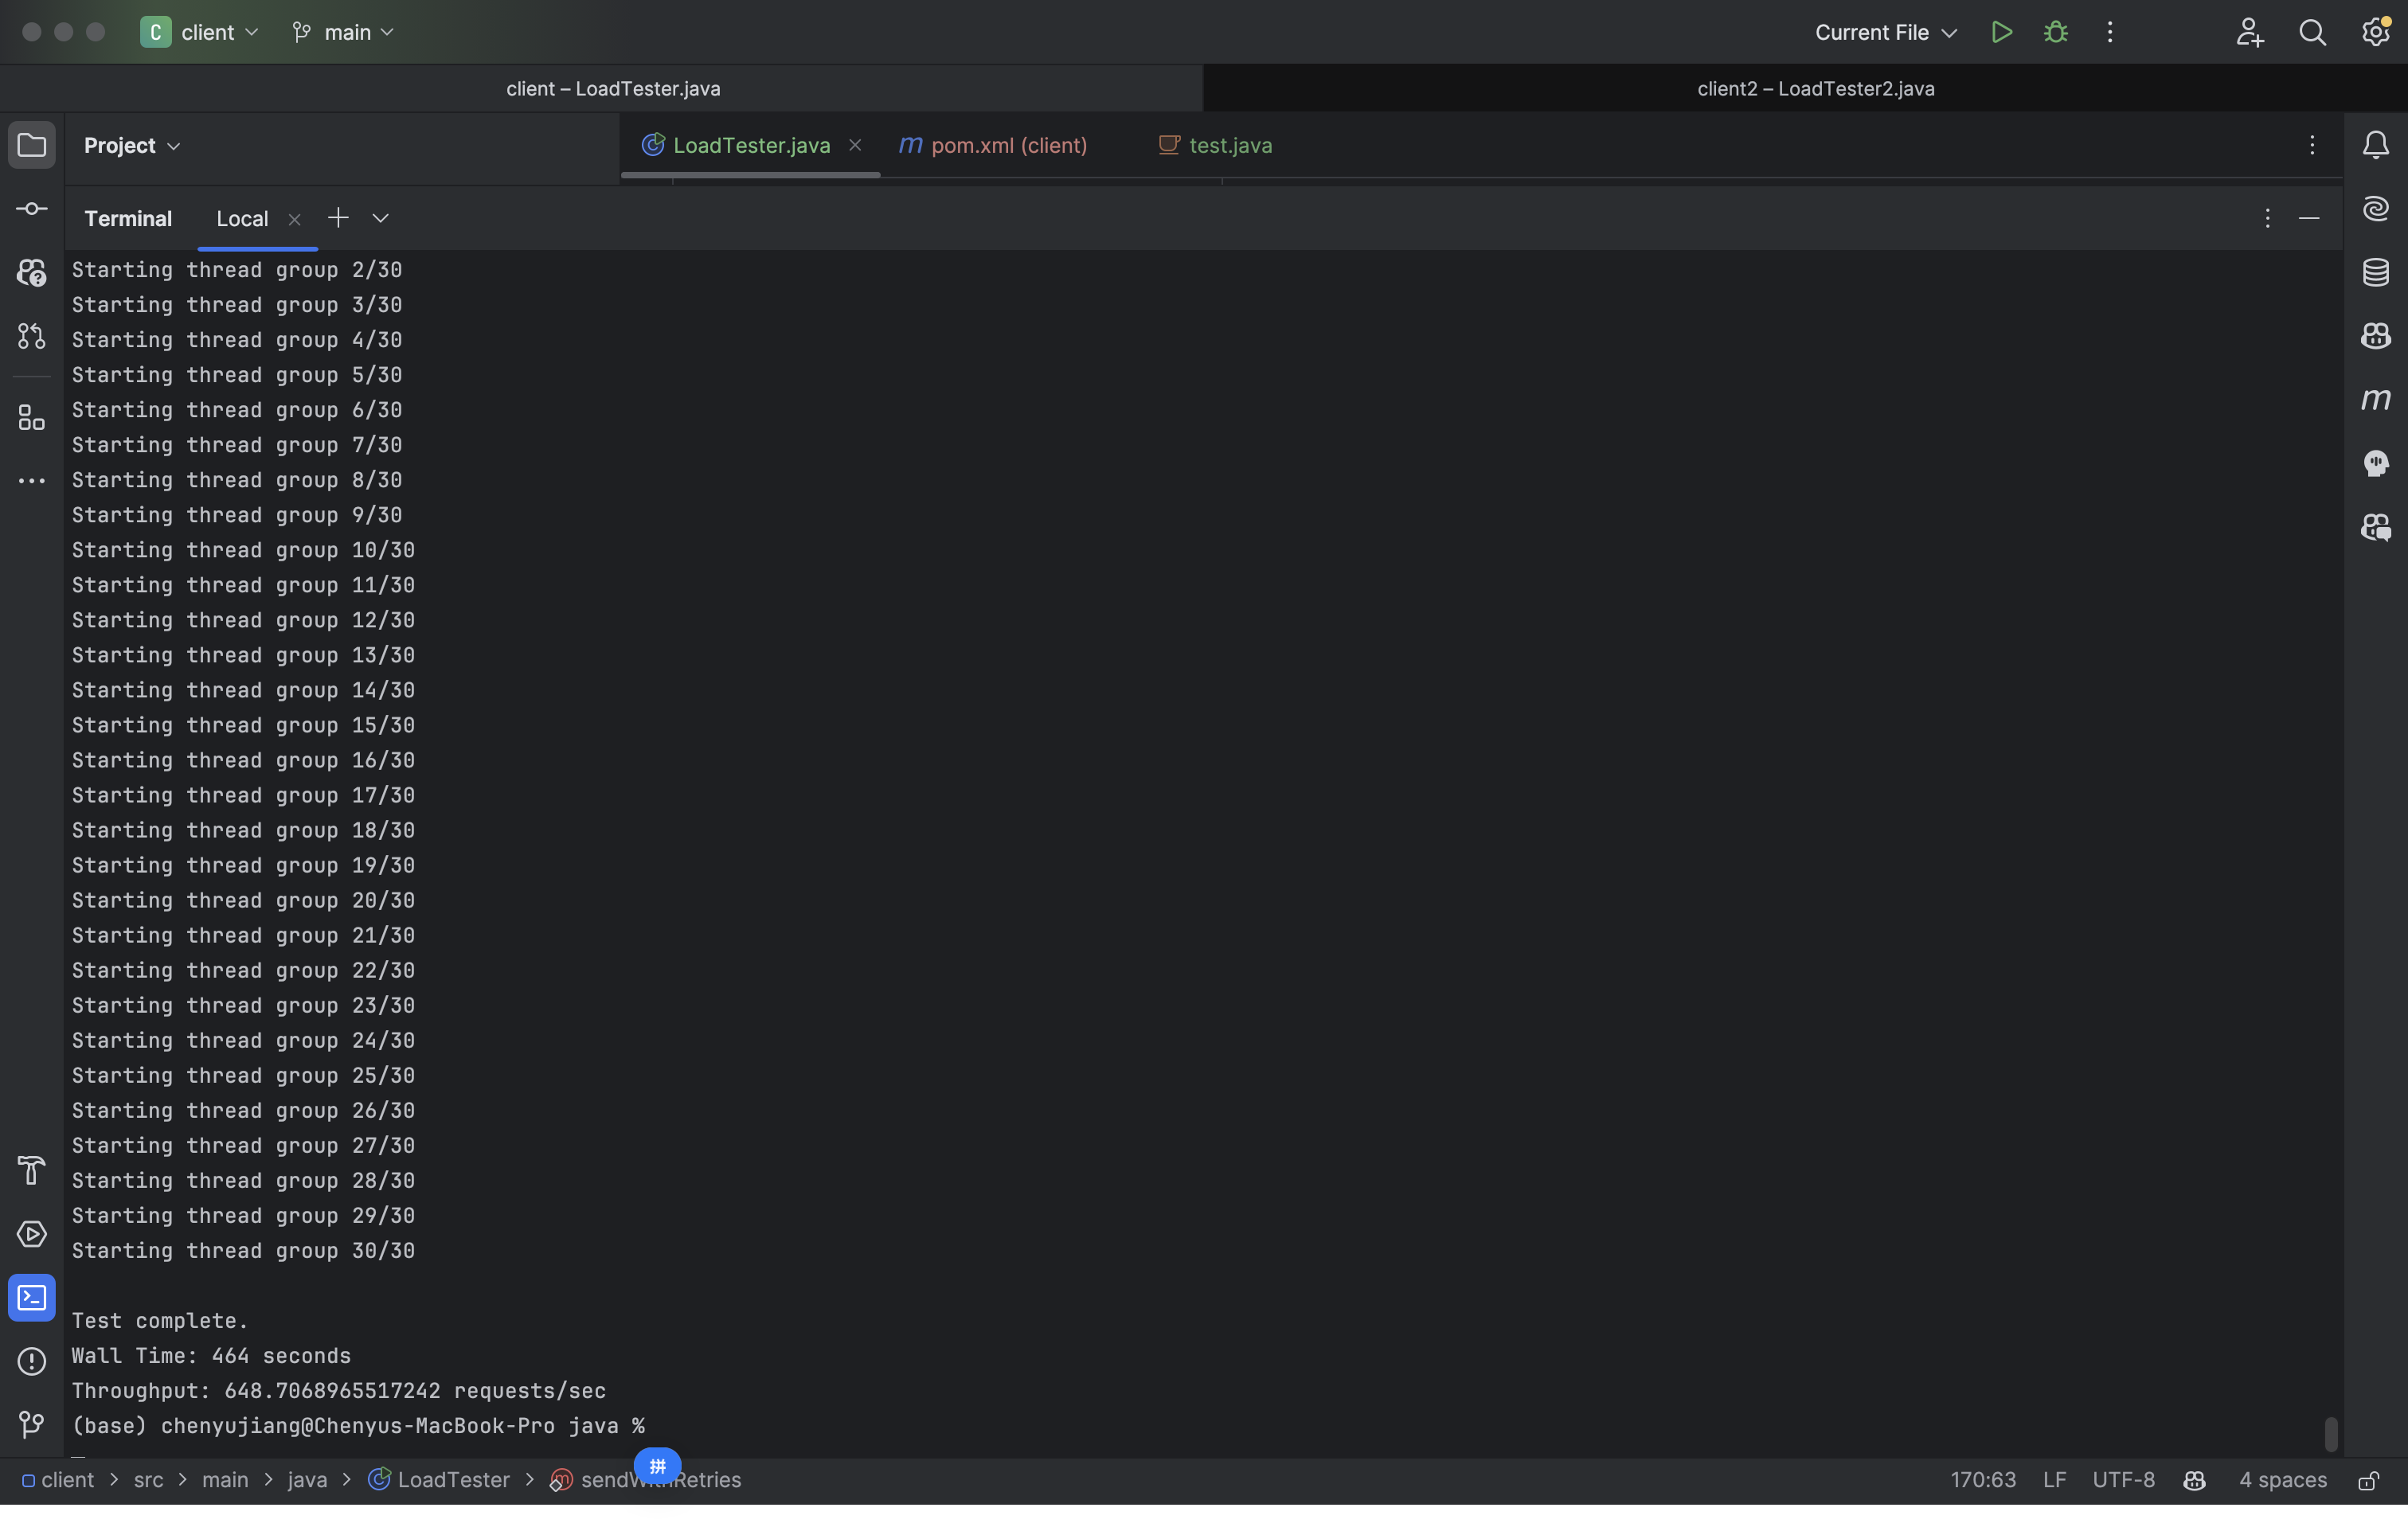 C client main Current File
client – LoadTester.java client2 – LoadTester2.java
Project LoadTester.java pom.xml (client) test.java
Terminal Local
Starting thread group 2/30
Starting thread group 3/30
Starting thread group 4/30
Starting thread group 5/30
Starting thread group 6/30
Starting thread group 7/30
Starting thread group 8/30
Starting thread group 9/30
Starting thread group 10/30
Starting thread group 11/30
Starting thread group 12/30
Starting thread group 13/30
Starting thread group 14/30
Starting thread group 15/30
Starting thread group 16/30
Starting thread group 17/30
Starting thread group 18/30
Starting thread group 19/30
Starting thread group 20/30
Starting thread group 21/30
Starting thread group 22/30
Starting thread group 23/30
Starting thread group 24/30
Starting thread group 25/30
Starting thread group 26/30
Starting thread group 27/30
Starting thread group 28/30
Starting thread group 29/30
Starting thread group 30/30
Test complete.
Wall Time: 464 seconds
Throughput: 648.7068965517242 requests/sec
(base) chenyujiang@Chenyus-MacBook-Pro java %
拼
client > src > main > java > LoadTester > sendWithRetries 170:63 LF UTF-8 4 spaces